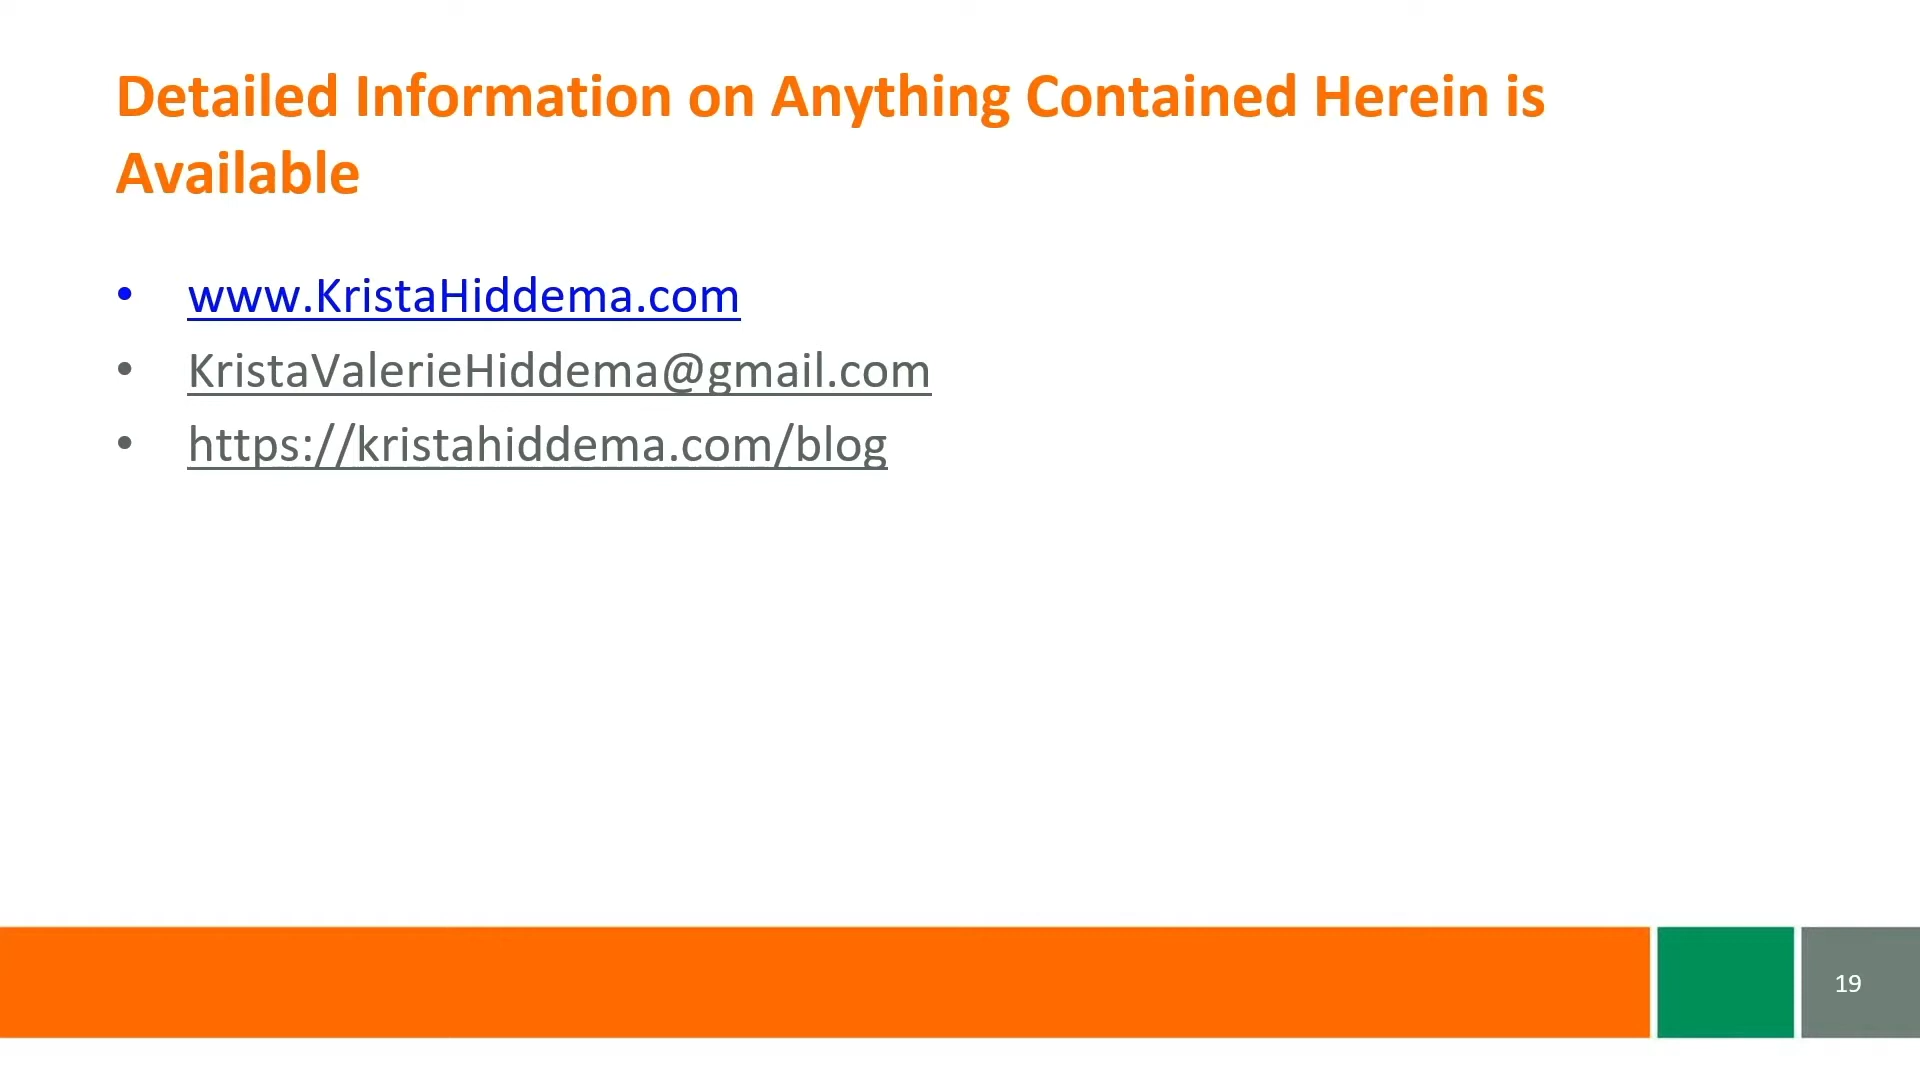 Detailed Information on Anything Contained Herein is
Available
• www.KristaHiddema.com
• KristaValerieHiddema@gmail.com
• https://kristahiddema.com/blog
19